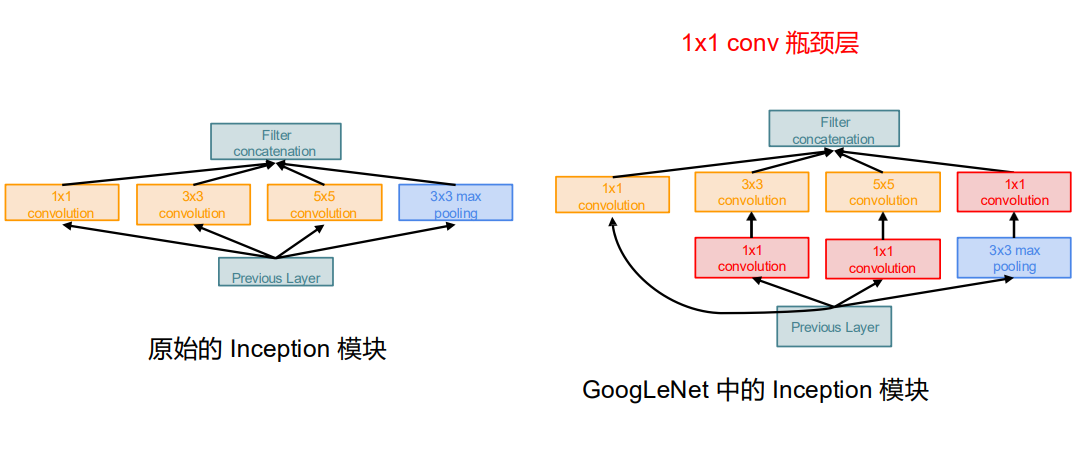 1x1 conv 瓶颈层
Filter
concatenation
1x1
convolution
3x3
convolution
5x5
convolution
3x3 max
pooling
Previous Layer
原始的 Inception 模块
Filter
concatenation
1x1
convolution
3x3
convolution
5x5
convolution
1x1
convolution
1x1
convolution
1x1
convolution
3x3 max
pooling
Previous Layer
GoogLeNet 中的 Inception 模块